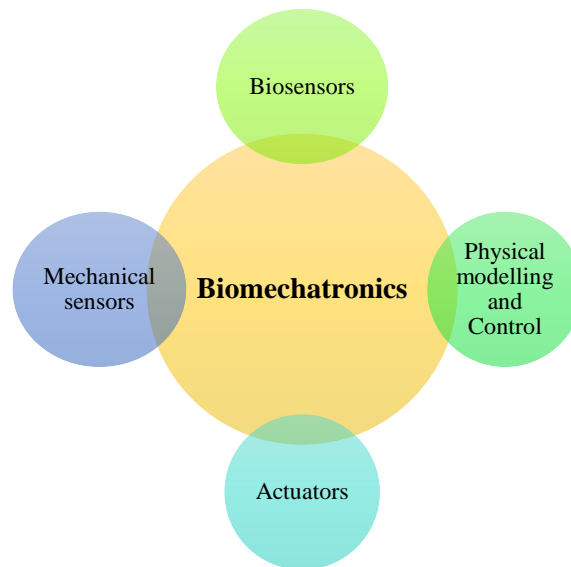 Biosensors
Mechanical
sensors
Biomechatronics
Physical
modelling
and
Control
Actuators